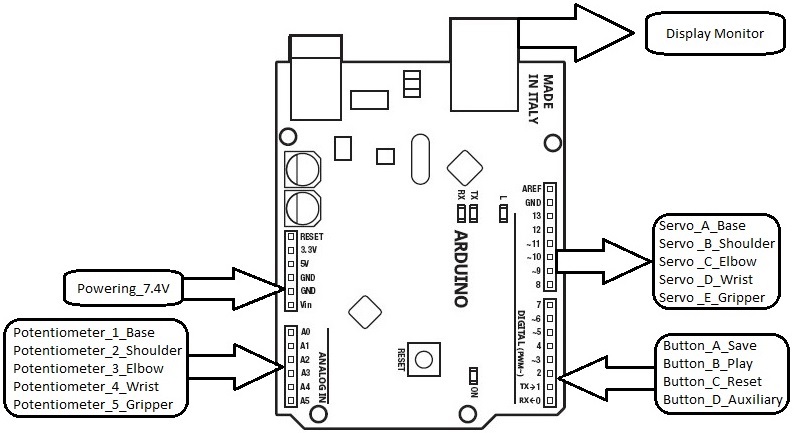 Display Monitor
MADE
IN ITALY
AREF
GND
13
12
~11
~10
~9
8
RX
TX
L
ARDUINO
RESET
3.3V
5V
GND
GND
Vin
Powering_7.4V
Servo_A_Base
Servo _B_Shoulder
Servo _C_Elbow
Servo _D_Wrist
Servo _E_Gripper
7
~6
~5
~4
~3
2
TX→1
RX←0
DIGITAL (PWM~)
Potentiometer_1_Base
Potentiometer_2_Shoulder
Potentiometer_3_Elbow
Potentiometer_4_Wrist
Potentiometer_5_Gripper
A0
A1
A2
A3
A4
A5
ANALOG IN
RESET
ON
Button_A_Save
Button_B_Play
Button_C_Reset
Button_D_Auxiliary